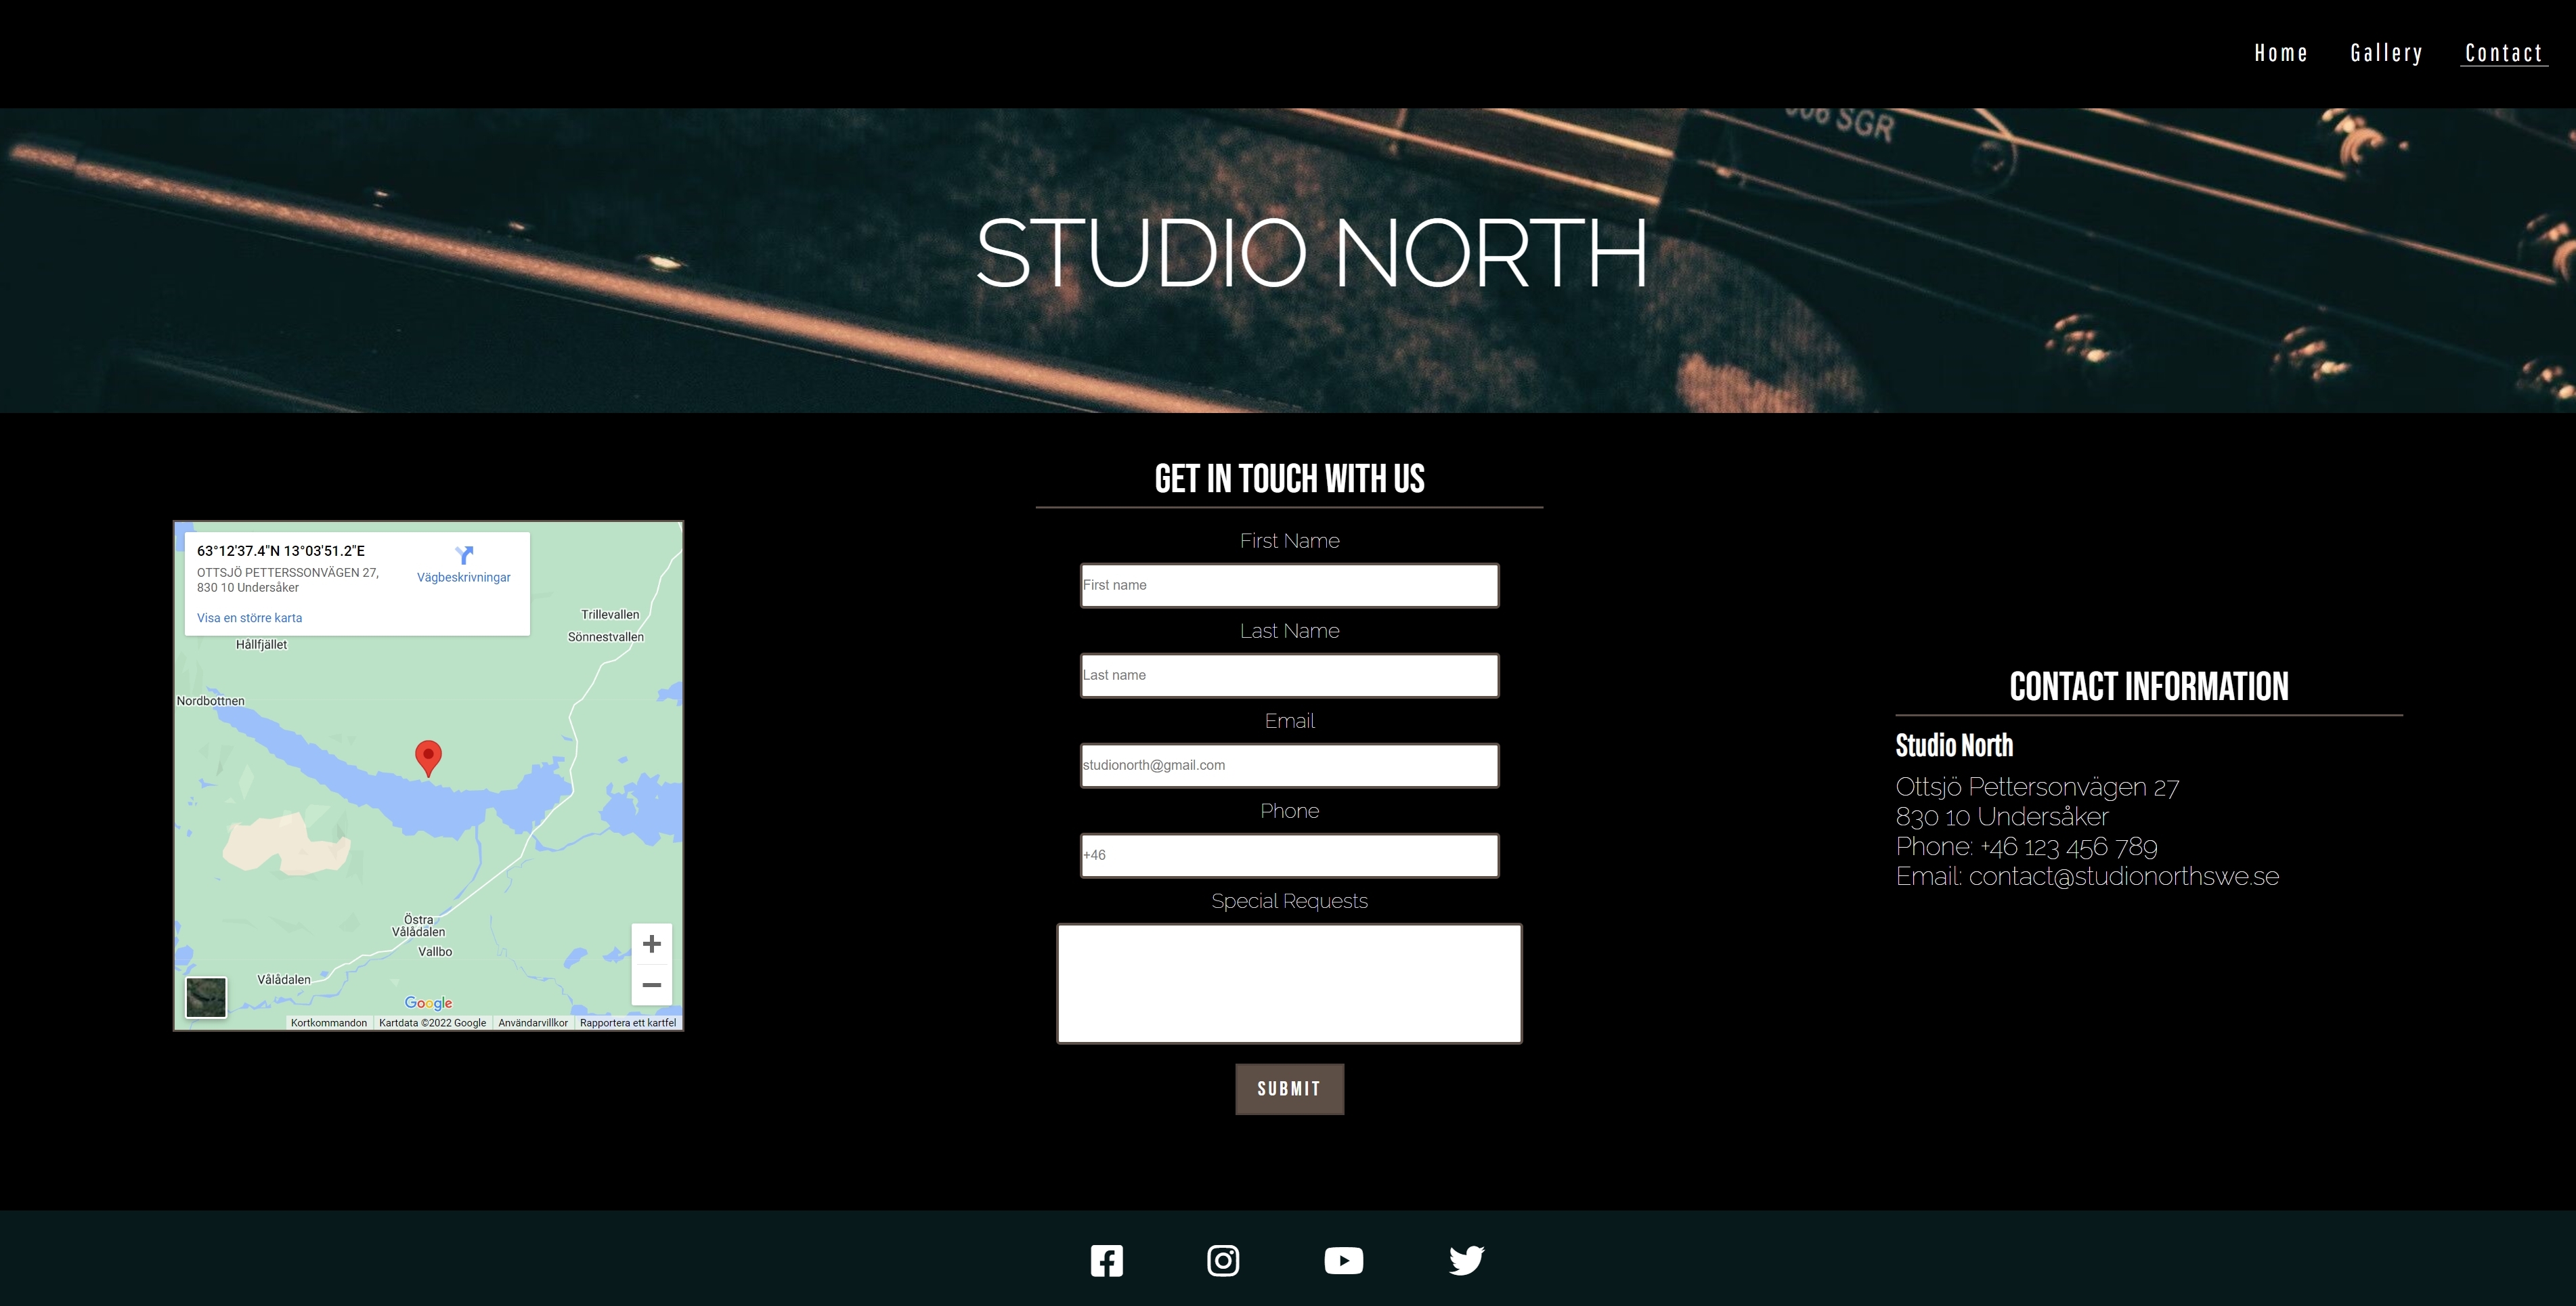 Home Gallery Contact
006 SGR
STUDIO NORTH
63°12'37.4"N 13°03'51.2"E
OTTSJÖ PETTERSSONVÄGEN 27,
830 10 Undersåker
Vägbeskrivningar
Visa en större karta
Trillevallen
Sönnestvallen
Hållfjället
Nordbottnen
Östra
Vålådalen
Vallbo
Vålådalen
Google
Kortkommandon Kartdata ©2022 Google Användarvillkor Rapportera ett kartfel
GET IN TOUCH WITH US
First Name
First name
Last Name
Last name
Email
studionorth@gmail.com
Phone
+46
Special Requests
SUBMIT
CONTACT INFORMATION
Studio North
Ottsjö Pettersonvägen 27
830 10 Undersåker
Phone: +46 123 456 789
Email: contact@studionorthswe.se